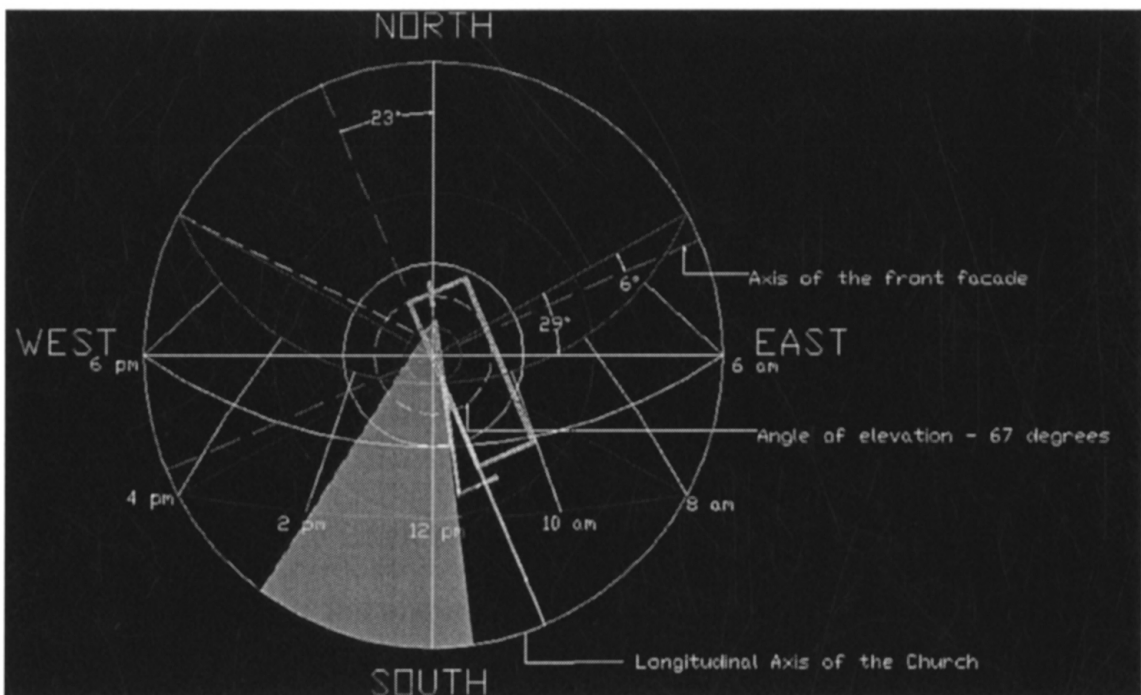 NORTH
23°
Axis of the front facade
6°
29°
WEST
EAST
6 pm
6 am
Angle of elevation - 67 degrees
4 pm
2 pm
12 pm
10 am
8 am
Longitudinal Axis of the Church
SOUTH